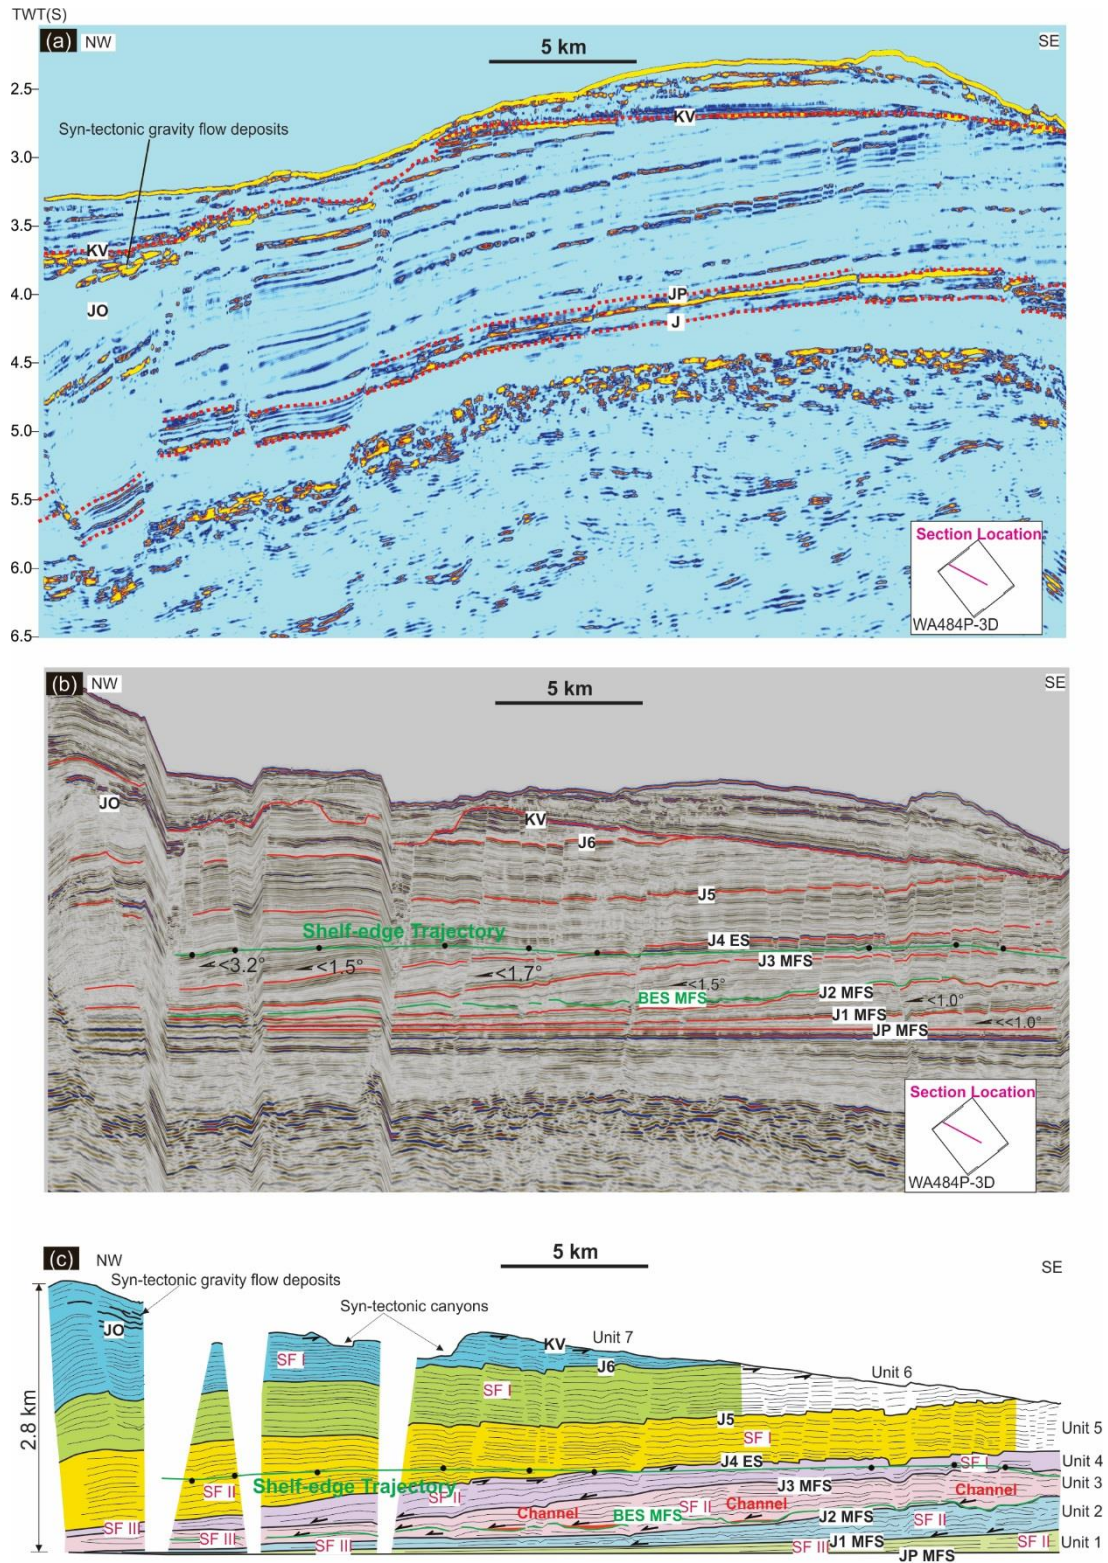 TWT(S)
(a) NW
5 km
SE
2.5
3.0
3.5
4.0
4.5
5.0
5.5
6.0
6.5
Syn-tectonic gravity flow deposits
KV
KV
JO
JP
J
Section Location
WA484P-3D
(b) NW
5 km
SE
JO
KV
J6
J5
Shelf-edge Trajectory
J4 ES
J3 MFS
<3.2°
<1.5°
<1.7°
<1.5°
BES MFS
J2 MFS
<1.0°
J1 MFS
<<1.0°
JP MFS
Section Location
WA484P-3D
(c) NW
5 km
SE
Syn-tectonic gravity flow deposits
Syn-tectonic canyons
JO
KV
Unit 7
J6
Unit 6
SF I
SF I
2.8 km
J5
SF I
Unit 5
J4 ES
SF I
Unit 4
Shelf-edge Trajectory
SF II
SF II
J3 MFS
Unit 3
Channel
SF II
Channel
Channel
BES MFS
J2 MFS
SF II
Unit 2
SF III
SF III
SF III
SF III
J1 MFS
SF II
Unit 1
JP MFS